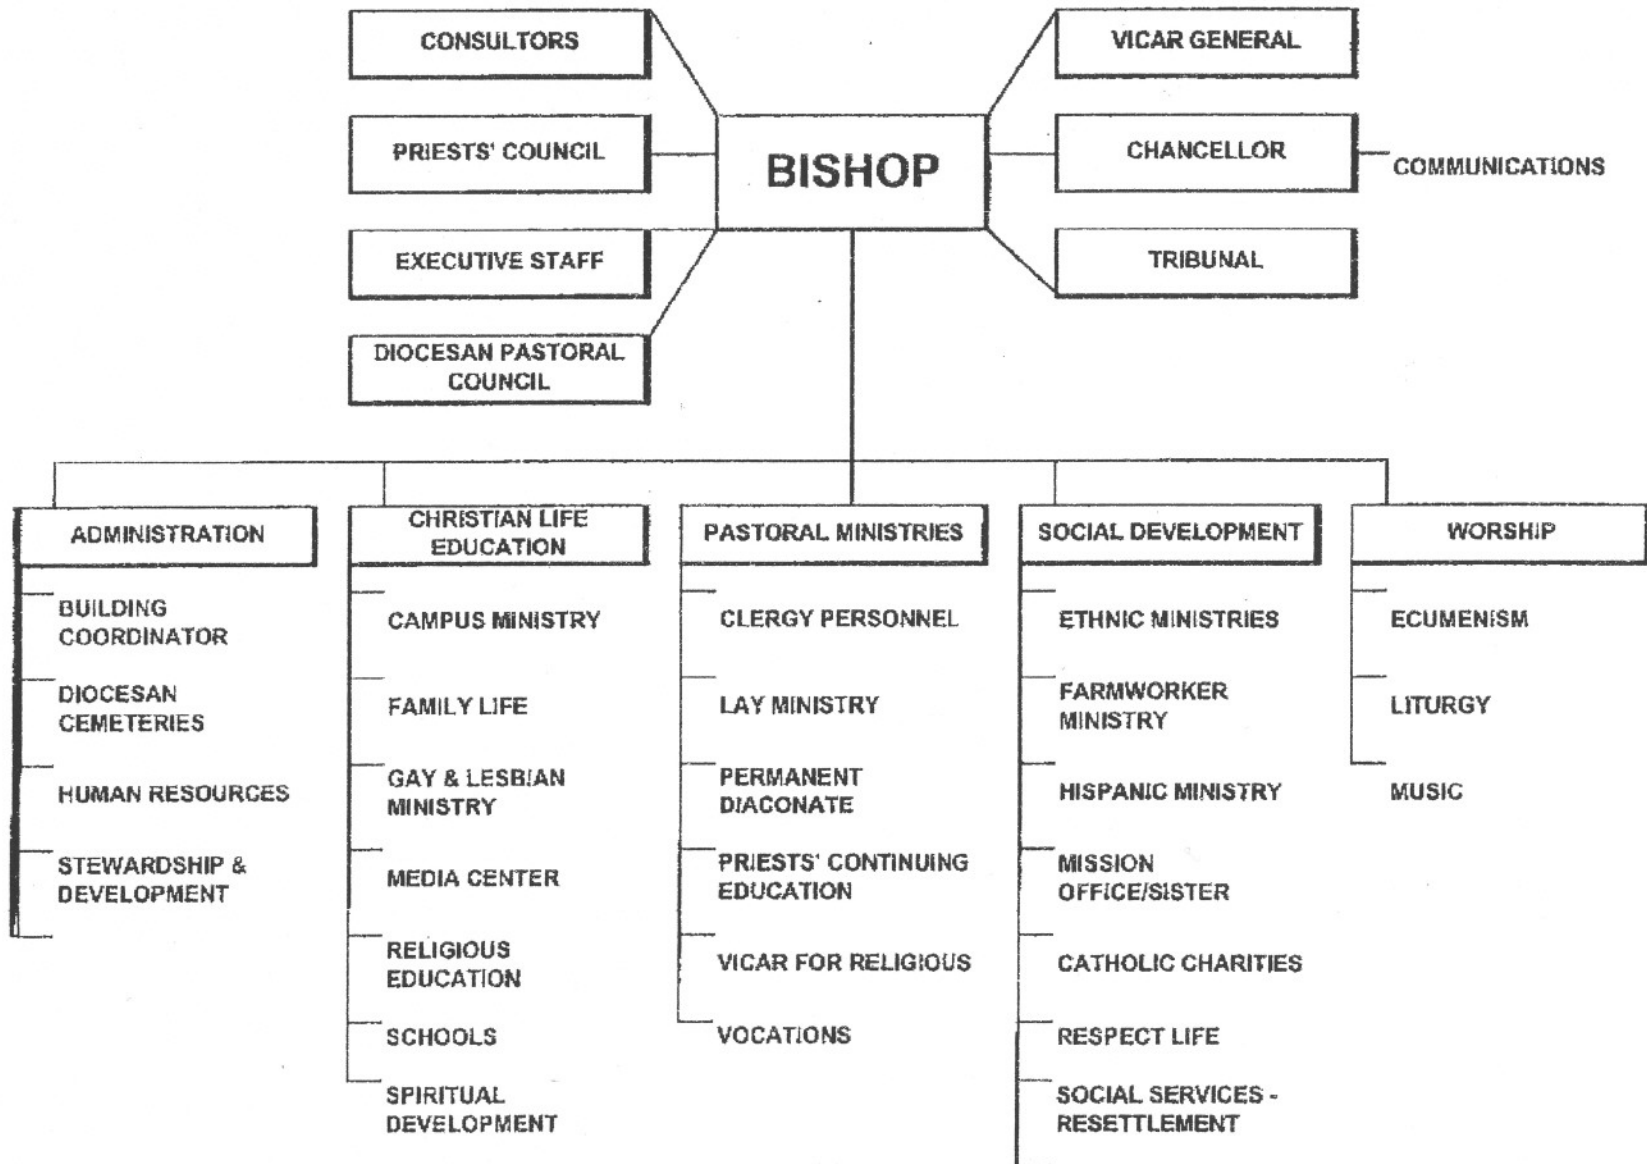 CONSULTORS
PRIESTS' COUNCIL
EXECUTIVE STAFF
DIOCESAN PASTORAL
COUNCIL
BISHOP
VICAR GENERAL
CHANCELLOR
COMMUNICATIONS
TRIBUNAL
ADMINISTRATION
BUILDING
COORDINATOR
DIOCESAN
CEMETERIES
HUMAN RESOURCES
STEWARDSHIP &
DEVELOPMENT
CHRISTIAN LIFE
EDUCATION
CAMPUS MINISTRY
FAMILY LIFE
GAY & LESBIAN
MINISTRY
MEDIA CENTER
RELIGIOUS
EDUCATION
SCHOOLS
SPIRITUAL
DEVELOPMENT
PASTORAL MINISTRIES
CLERGY PERSONNEL
LAY MINISTRY
PERMANENT
DIACONATE
PRIESTS' CONTINUING
EDUCATION
VICAR FOR RELIGIOUS
VOCATIONS
SOCIAL DEVELOPMENT
ETHNIC MINISTRIES
FARMWORKER
MINISTRY
HISPANIC MINISTRY
MISSION
OFFICE/SISTER
CATHOLIC CHARITIES
RESPECT LIFE
SOCIAL SERVICES -
RESETTLEMENT
WORSHIP
ECUMENISM
LITURGY
MUSIC